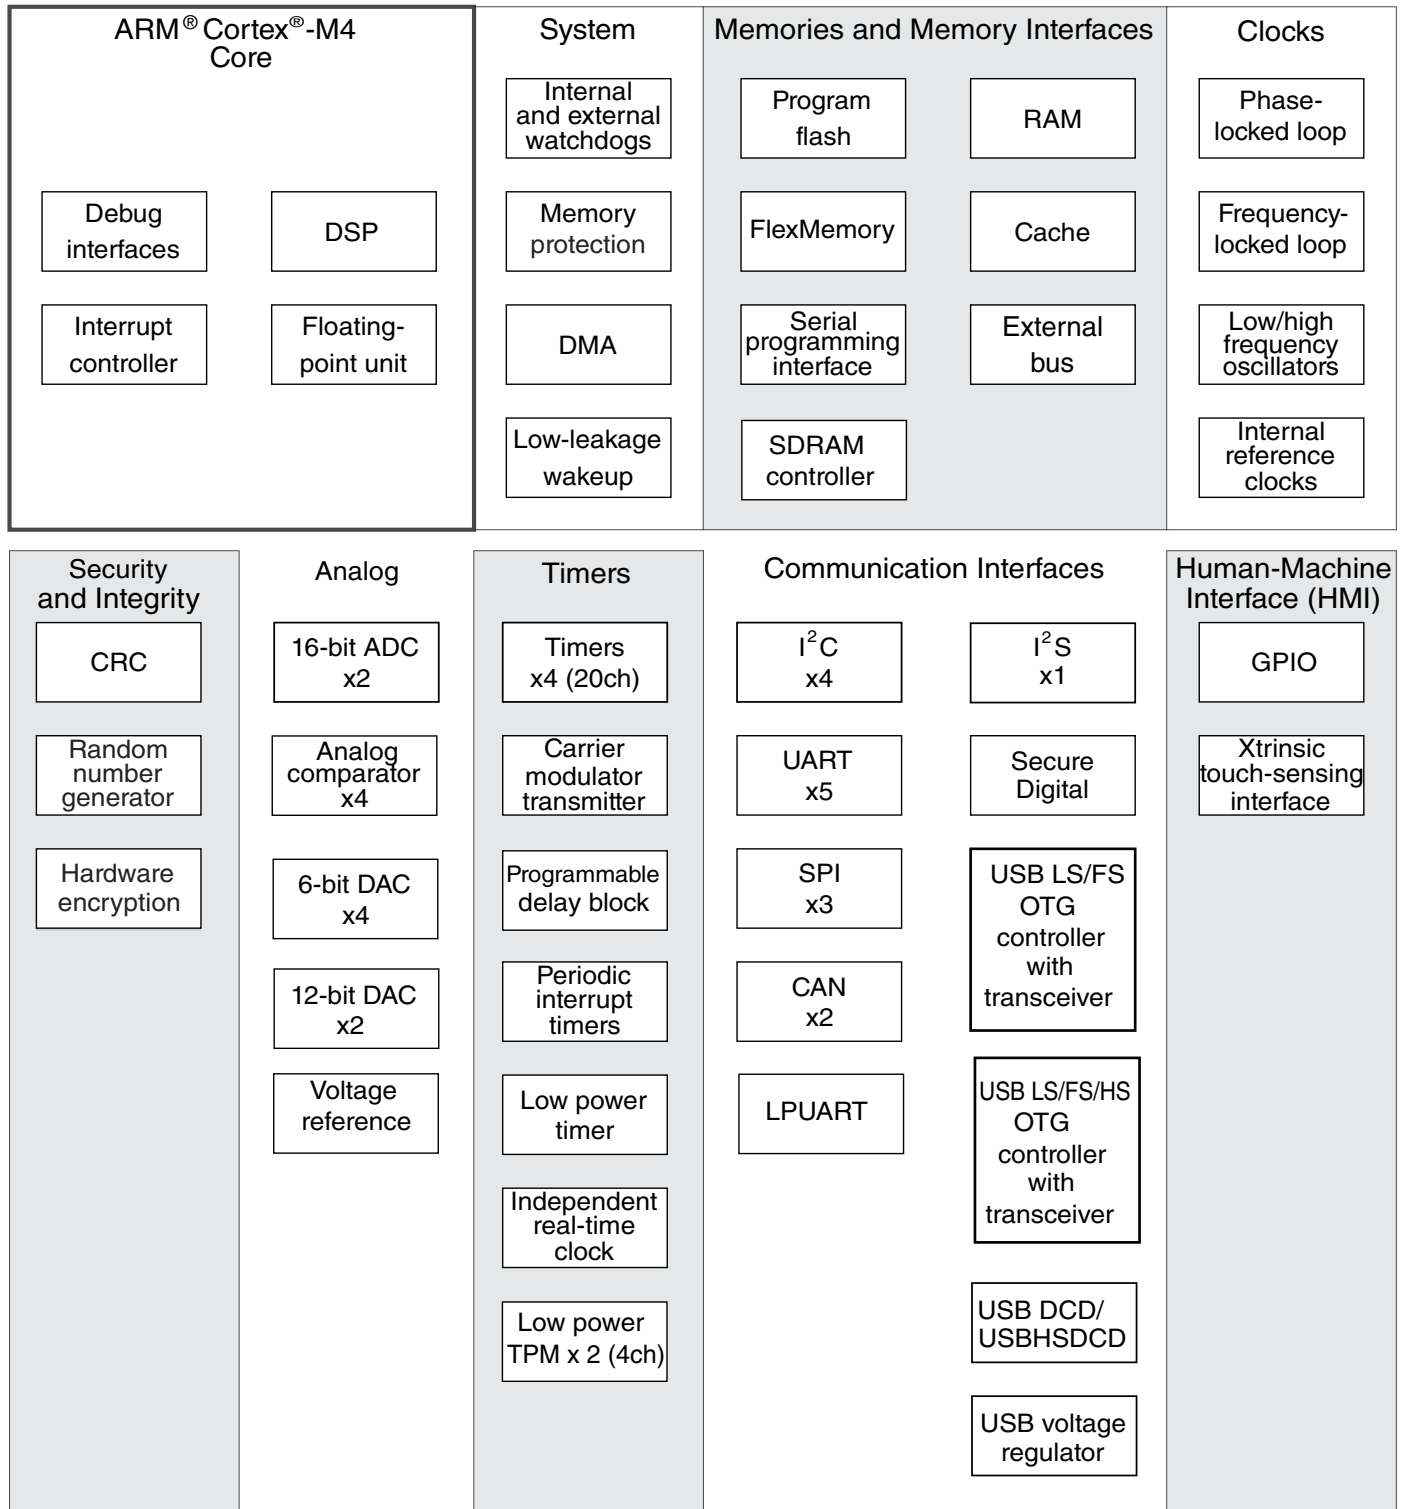 ARM® Cortex®-M4
Core
Debug
interfaces
DSP
Interrupt
controller
Floating-
point unit
System
Internal
and external
watchdogs
Memory
protection
DMA
Low-leakage
wakeup
Memories and Memory Interfaces
Program
flash
RAM
FlexMemory
Cache
Serial
programming
interface
External
bus
SDRAM
controller
Clocks
Phase-
locked loop
Frequency-
locked loop
Low/high
frequency
oscillators
Internal
reference
clocks
Security
and Integrity
CRC
Random
number
generator
Hardware
encryption
Analog
16-bit ADC
x2
Analog
comparator
x4
6-bit DAC
x4
12-bit DAC
x2
Voltage
reference
Timers
Timers
x4 (20ch)
Carrier
modulator
transmitter
Programmable
delay block
Periodic
interrupt
timers
Low power
timer
Independent
real-time
clock
Low power
TPM x 2 (4ch)
Communication Interfaces
I²C
x4
UART
x5
SPI
x3
CAN
x2
LPUART
I²S
x1
Secure
Digital
USB LS/FS
OTG
controller
with
transceiver
USB LS/FS/HS
OTG
controller
with
transceiver
USB DCD/
USBHSDCD
USB voltage
regulator
Human-Machine
Interface (HMI)
GPIO
Xtrinsic
touch-sensing
interface